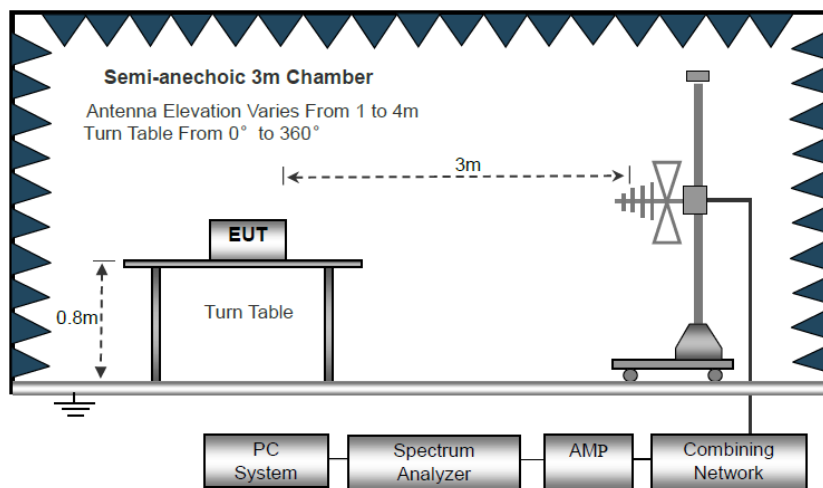 Semi-anechoic 3m Chamber
Antenna Elevation Varies From 1 to 4m
Turn Table From 0° to 360°
3m
EUT
0.8m
Turn Table
PC
System
Spectrum
Analyzer
AMP
Combining
Network